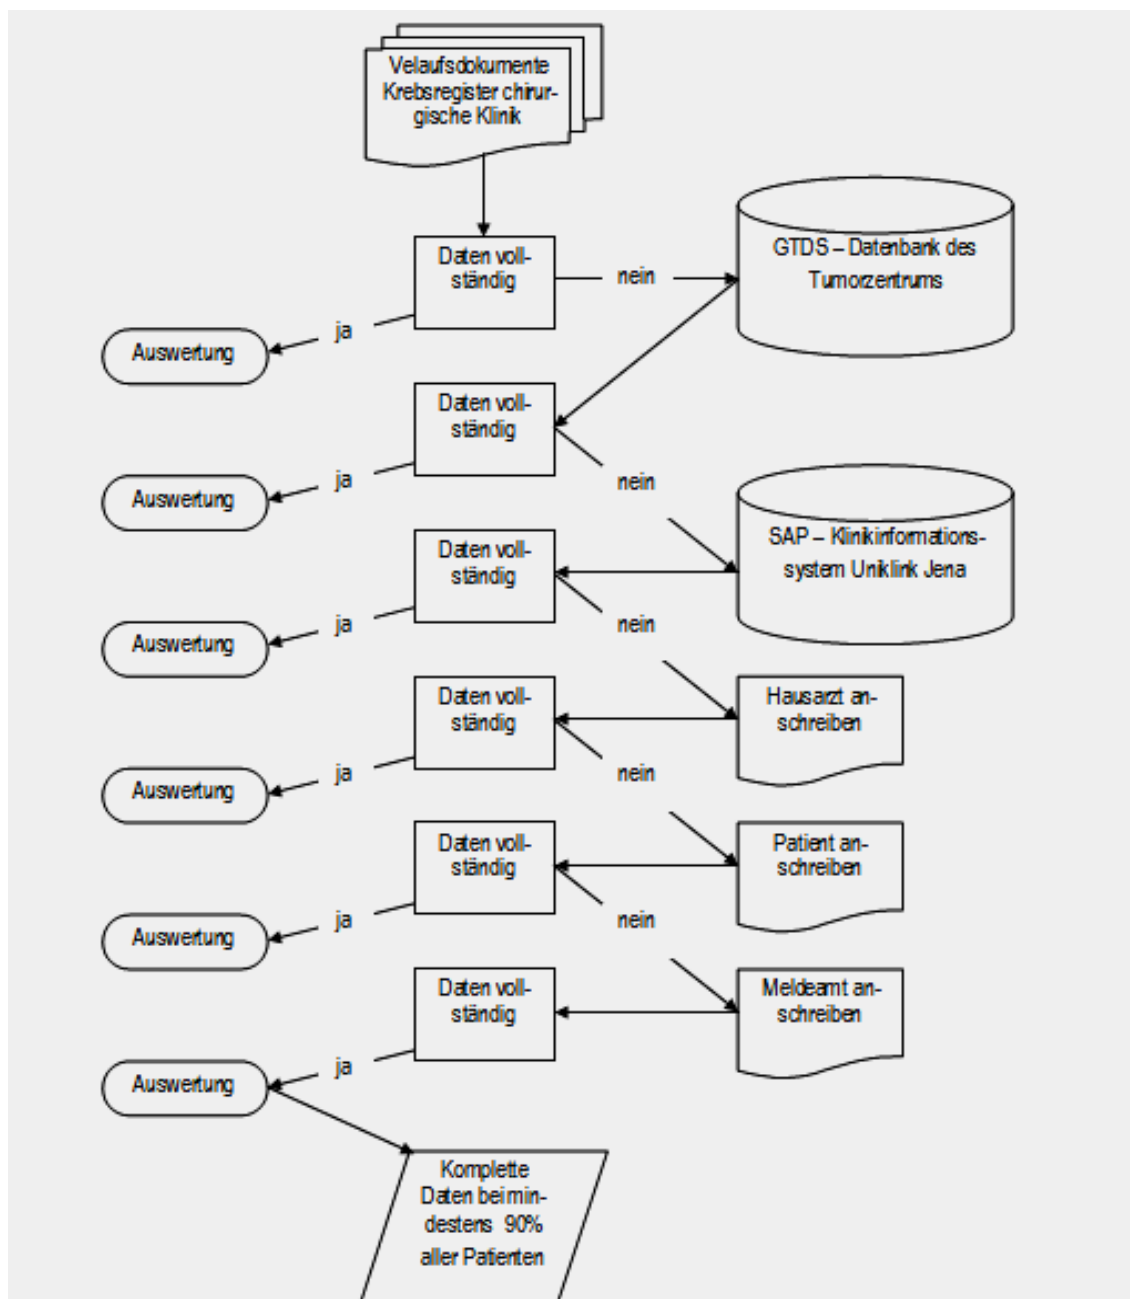 Velaufsdokumente
Krebsregister chirur-
gische Klinik
Daten voll-
ständig
nein
GTDS – Datenbank des
Tumorzentrums
ja
Auswertung
Daten voll-
ständig
nein
ja
Auswertung
SAP – Klinikinformations-
system Uniklink Jena
Daten voll-
ständig
nein
ja
Auswertung
Hausarzt an-
schreiben
Daten voll-
ständig
nein
ja
Auswertung
Patient an-
schreiben
Daten voll-
ständig
nein
ja
Auswertung
Meldeamt an-
schreiben
Daten voll-
ständig
ja
Auswertung
Komplette
Daten bei min-
destens 90%
aller Patienten